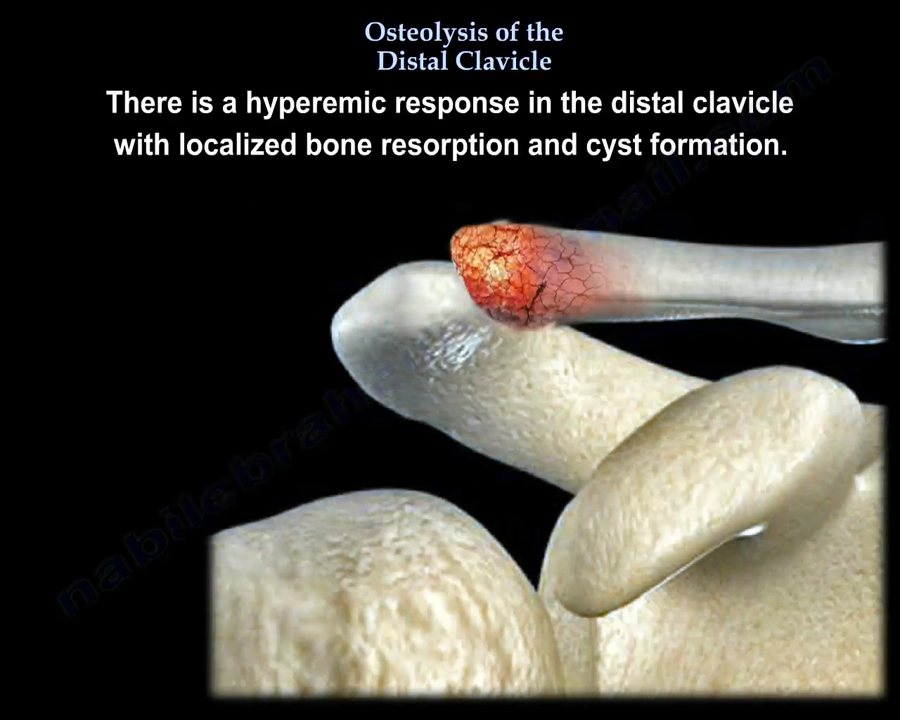 Osteolysis of the
Distal Clavicle
There is a hyperemic response in the distal clavicle
with localized bone resorption and cyst formation.